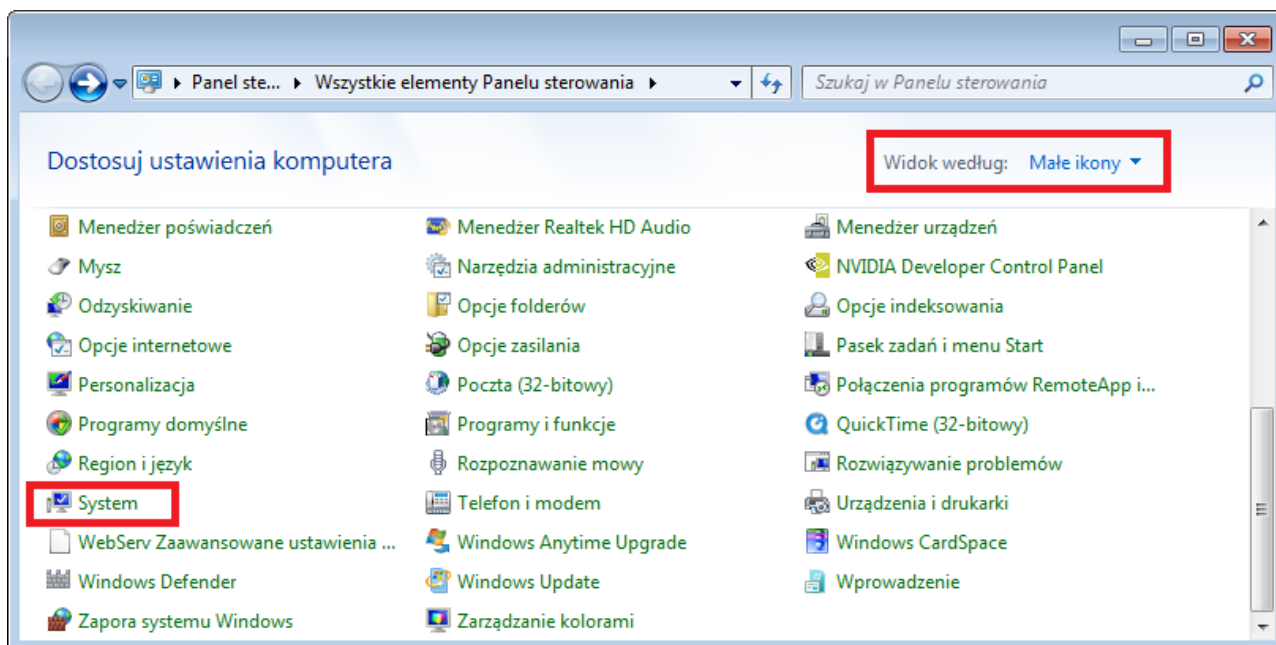 Panel ste... Wszystkie elementy Panelu sterowania Szukaj w Panelu sterowania
Dostosuj ustawienia komputera Widok według: Małe ikony
Menedżer poświadczeń Menedżer Realtek HD Audio Menedżer urządzeń
Mysz Narzędzia administracyjne NVIDIA Developer Control Panel
Odzyskiwanie Opcje folderów Opcje indeksowania
Opcje internetowe Opcje zasilania Pasek zadań i menu Start
Personalizacja Poczta (32-bitowy) Połączenia programów RemoteApp i...
Programy domyślne Programy i funkcje QuickTime (32-bitowy)
Region i język Rozpoznawanie mowy Rozwiązywanie problemów
System Telefon i modem Urządzenia i drukarki
WebServ Zaawansowane ustawienia ... Windows Anytime Upgrade Windows CardSpace
Windows Defender Windows Update Wprowadzenie
Zapora systemu Windows Zarządzanie kolorami